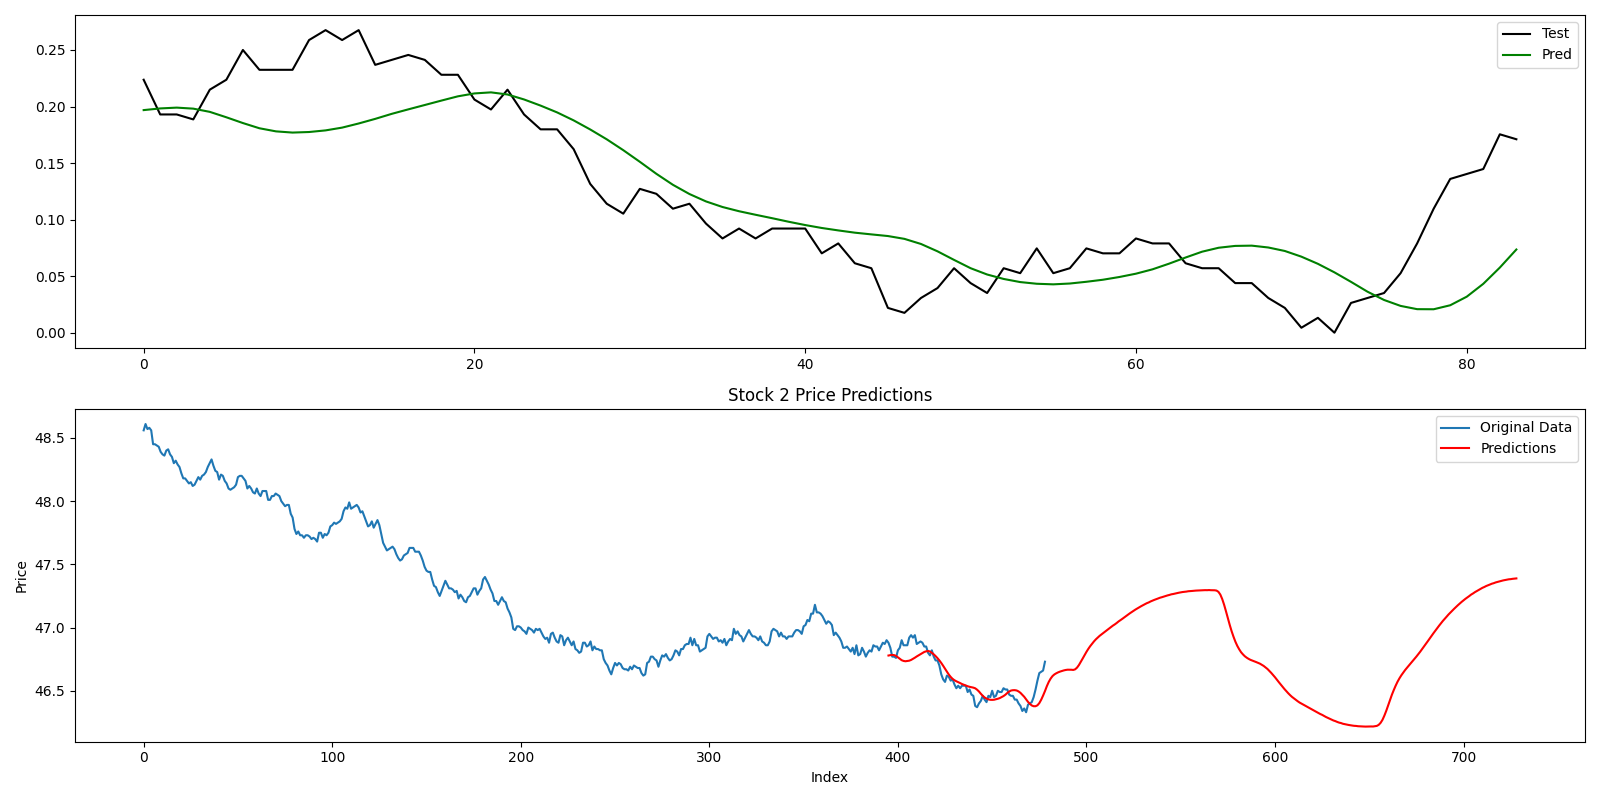 0.25
0.20
0.15
0.10
0.05
0.00
Test
Pred
0 20 40 60 80
Stock 2 Price Predictions
48.5
48.0
47.5
47.0
46.5
Price
Original Data
Predictions
0 100 200 300 400 500 600 700
Index